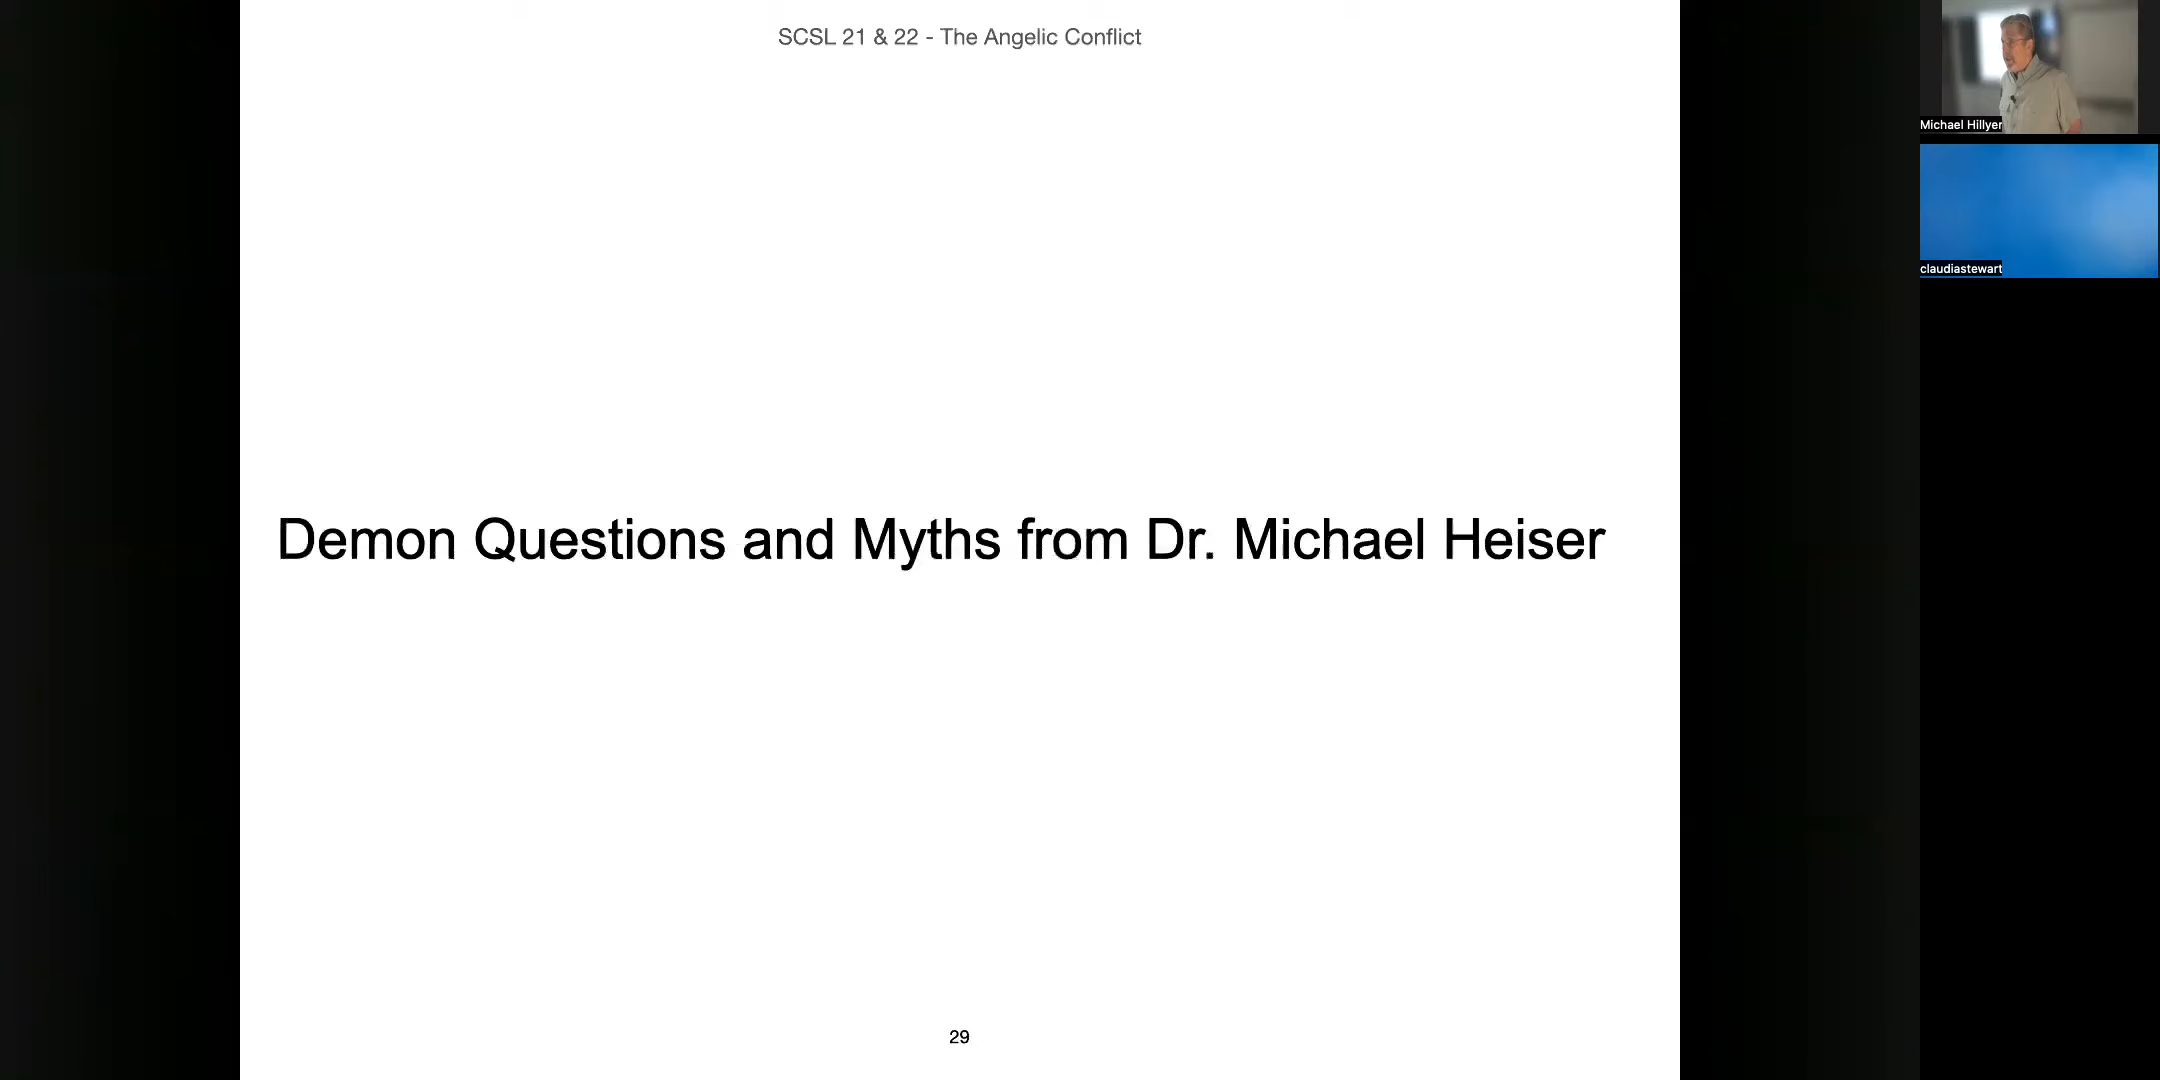 SCSL 21 & 22 - The Angelic Conflict
Michael Hillyer
claudiastewart
Demon Questions and Myths from Dr. Michael Heiser
29